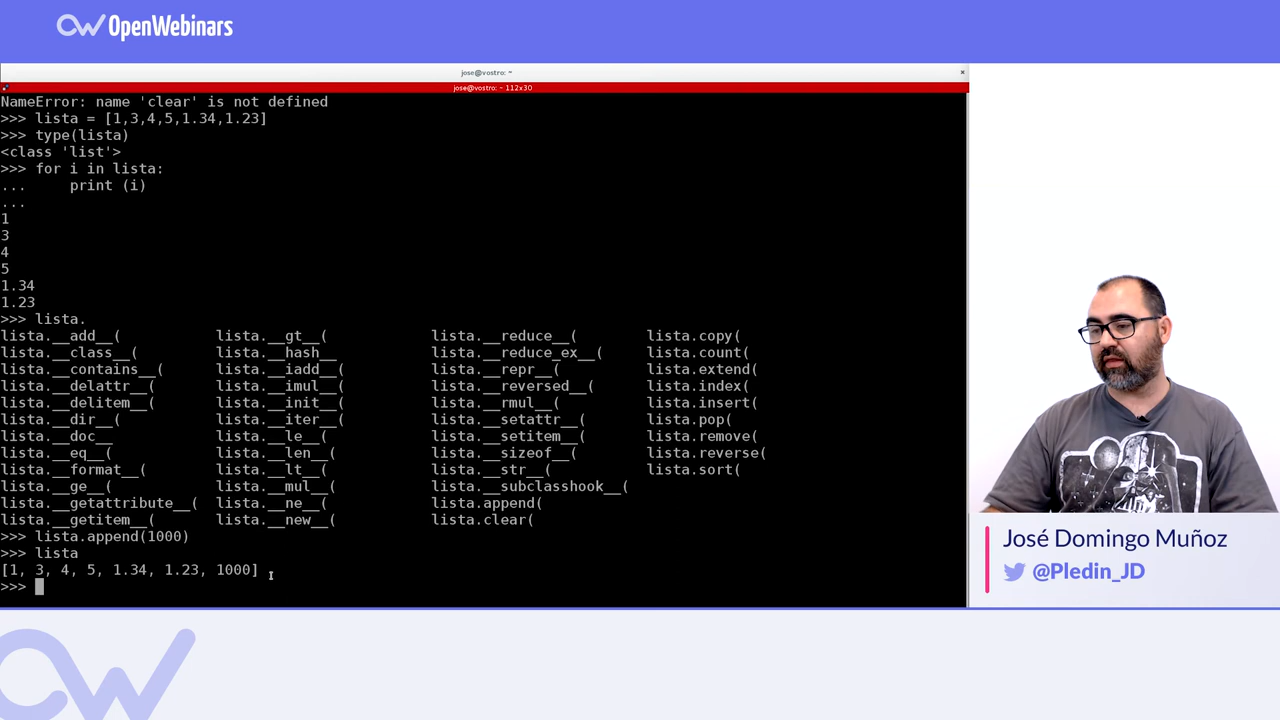 OpenWebinars
jose@vostro: ~
jose@vostro: ~ 112x30
NameError: name 'clear' is not defined
>>> lista = [1,3,4,5,1.34,1.23]
>>> type(lista)
<class 'list'>
>>> for i in lista:
...     print (i)
...
1
3
4
5
1.34
1.23
>>> lista.
lista.__add__( lista.__gt__( lista.__reduce__( lista.copy(
lista.__class__( lista.__hash__ lista.__reduce_ex__( lista.count(
lista.__contains__( lista.__iadd__( lista.__repr__( lista.extend(
lista.__delattr__( lista.__imul__( lista.__reversed__( lista.index(
lista.__delitem__( lista.__init__( lista.__rmul__( lista.insert(
lista.__dir__( lista.__iter__( lista.__setattr__( lista.pop(
lista.__doc__ lista.__le__( lista.__setitem__( lista.remove(
lista.__eq__( lista.__len__( lista.__sizeof__( lista.reverse(
lista.__format__( lista.__lt__( lista.__str__( lista.sort(
lista.__ge__( lista.__mul__( lista.__subclasshook__(
lista.__getattribute__( lista.__ne__( lista.append(
lista.__getitem__( lista.__new__( lista.clear(
>>> lista.append(1000)
>>> lista
[1, 3, 4, 5, 1.34, 1.23, 1000]
>>>
José Domingo Muñoz
@Pledin_JD